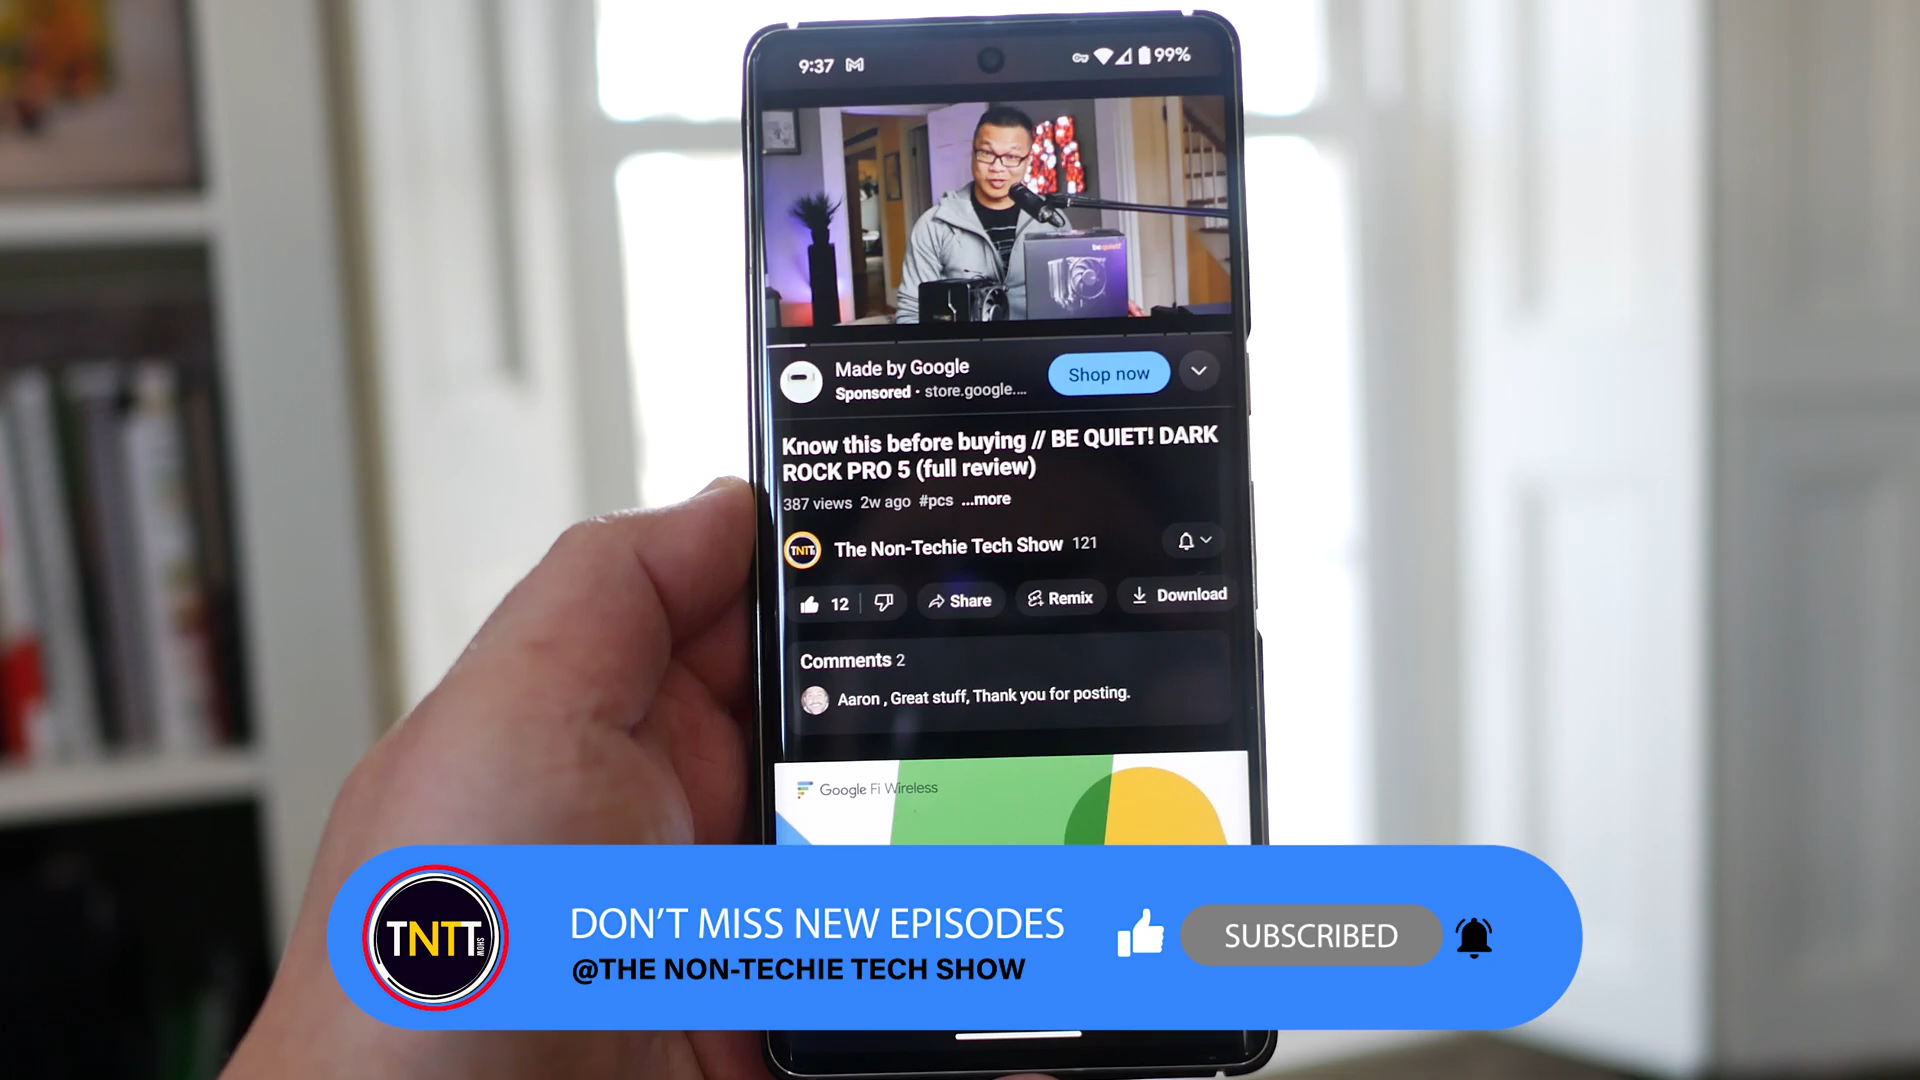 9:37
99%
be quiet!
Made by Google
Shop now
Sponsored · store.google....
Know this before buying // BE QUIET! DARK
ROCK PRO 5 (full review)
387 views 2w ago #pcs ...more
TNTT
The Non-Techie Tech Show 121
12
Share
Remix
Download
Comments 2
Aaron , Great stuff, Thank you for posting.
Google Fi Wireless
TNTT
SHOW
DON'T MISS NEW EPISODES
@THE NON-TECHIE TECH SHOW
SUBSCRIBED